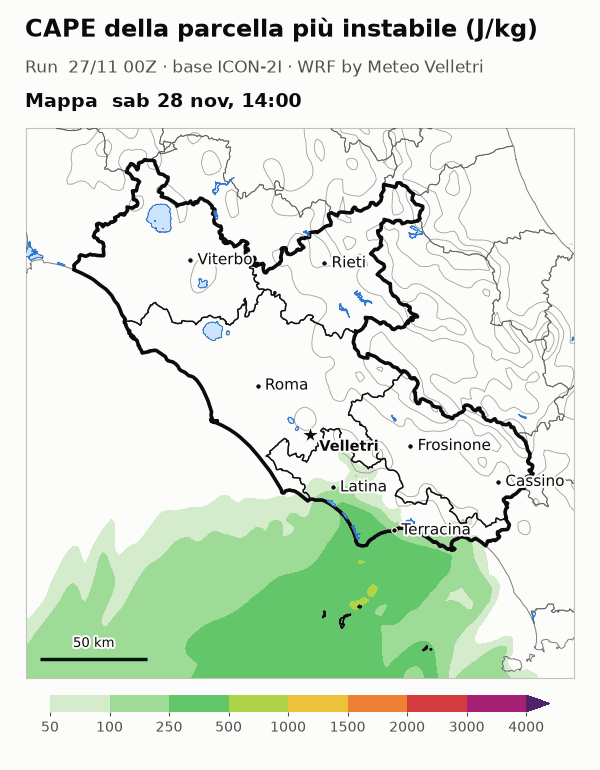 CAPE della parcella più instabile (J/kg)
Run  27/11 00Z · base ICON-2I · WRF by Meteo Velletri
Mappa  sab 28 nov, 14:00
Viterbo
Rieti
Roma
Velletri
Frosinone
Latina
Cassino
Terracina
50 km
50 100 250 500 1000 1500 2000 3000 4000